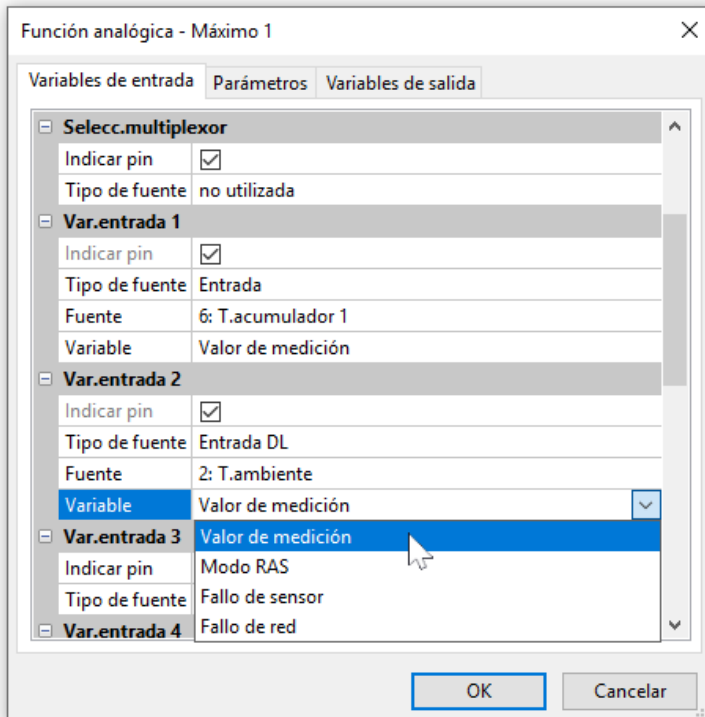 Función analógica - Máximo 1
Variables de entrada Parámetros Variables de salida
Selecc.multiplexor
Indicar pin
Tipo de fuente no utilizada
Var.entrada 1
Indicar pin
Tipo de fuente Entrada
Fuente 6: T.acumulador 1
Variable Valor de medición
Var.entrada 2
Indicar pin
Tipo de fuente Entrada DL
Fuente 2: T.ambiente
Variable Valor de medición
Var.entrada 3 Valor de medición
Indicar pin Modo RAS
Tipo de fuente Fallo de sensor
Var.entrada 4 Fallo de red
OK Cancelar